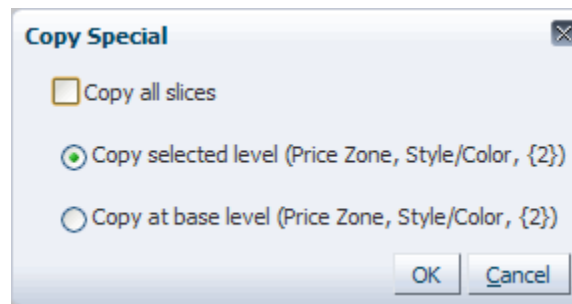 Copy Special
Copy all slices
Copy selected level (Price Zone, Style/Color, {2})
Copy at base level (Price Zone, Style/Color, {2})
OK Cancel